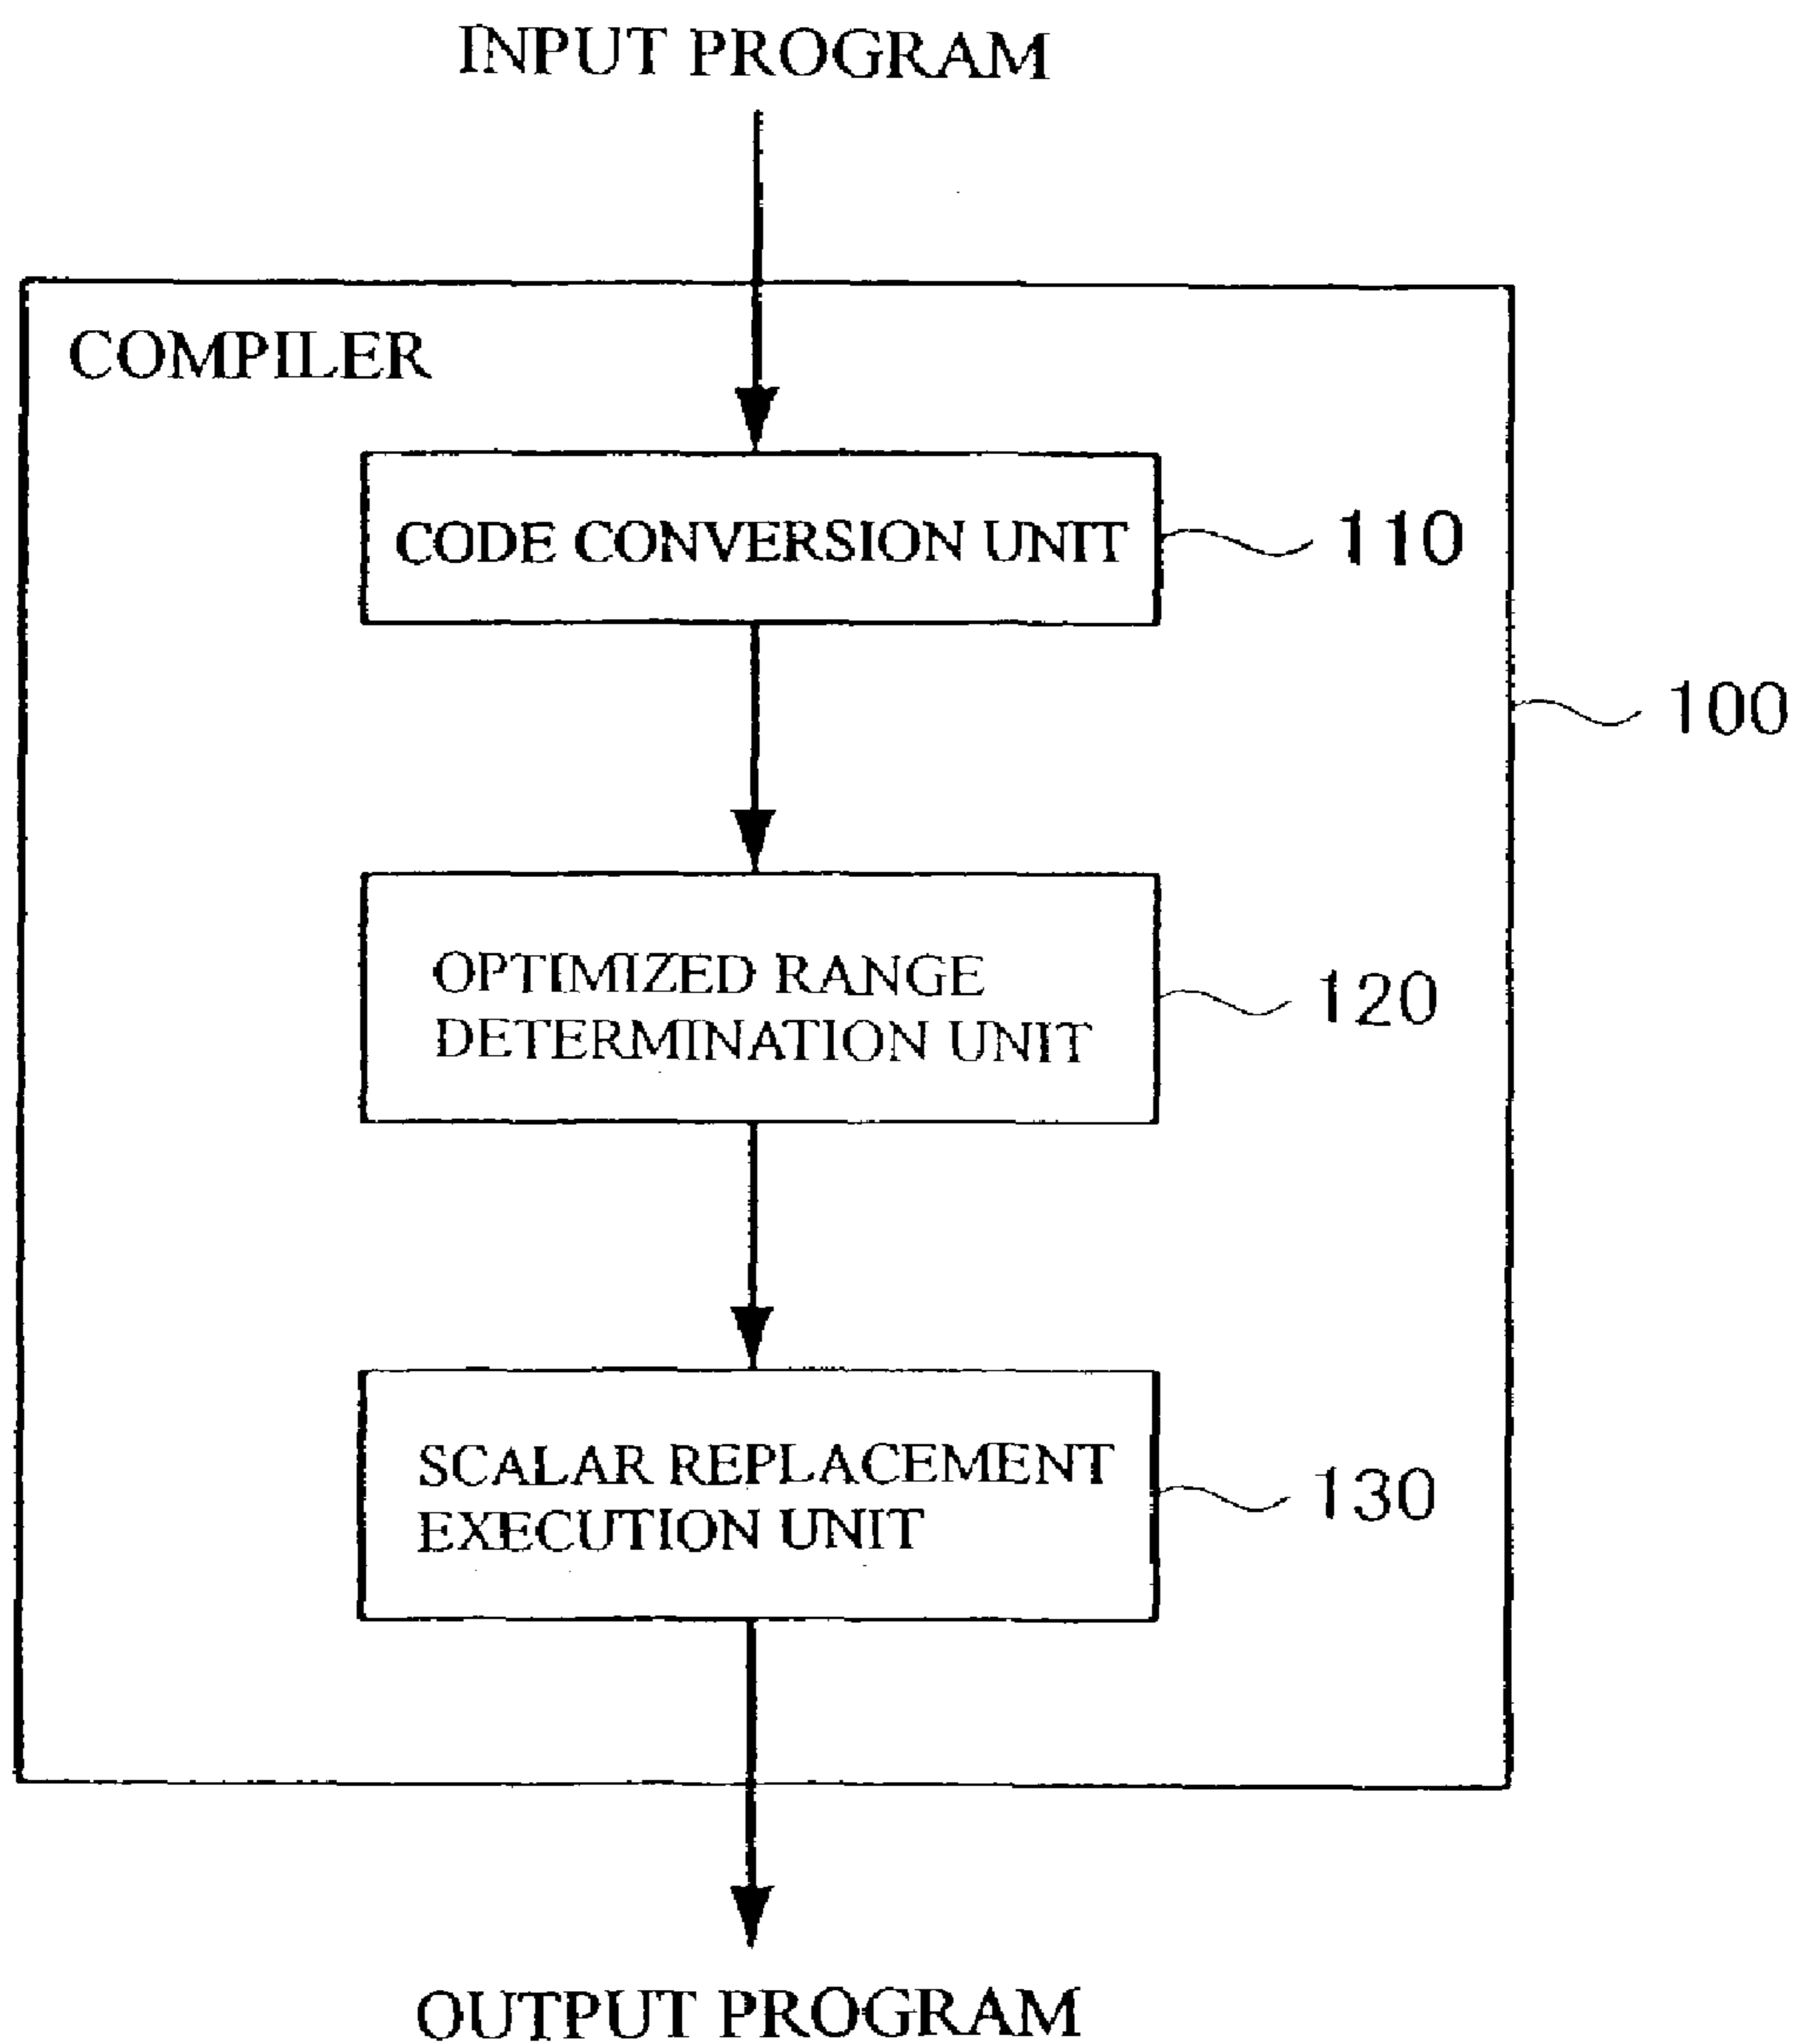 INPUT PROGRAM
COMPILER
CODE CONVERSION UNIT
110
100
OPTIMIZED RANGE
DETERMINATION UNIT
120
SCALAR REPLACEMENT
EXECUTION UNIT
130
OUTPUT PROGRAM